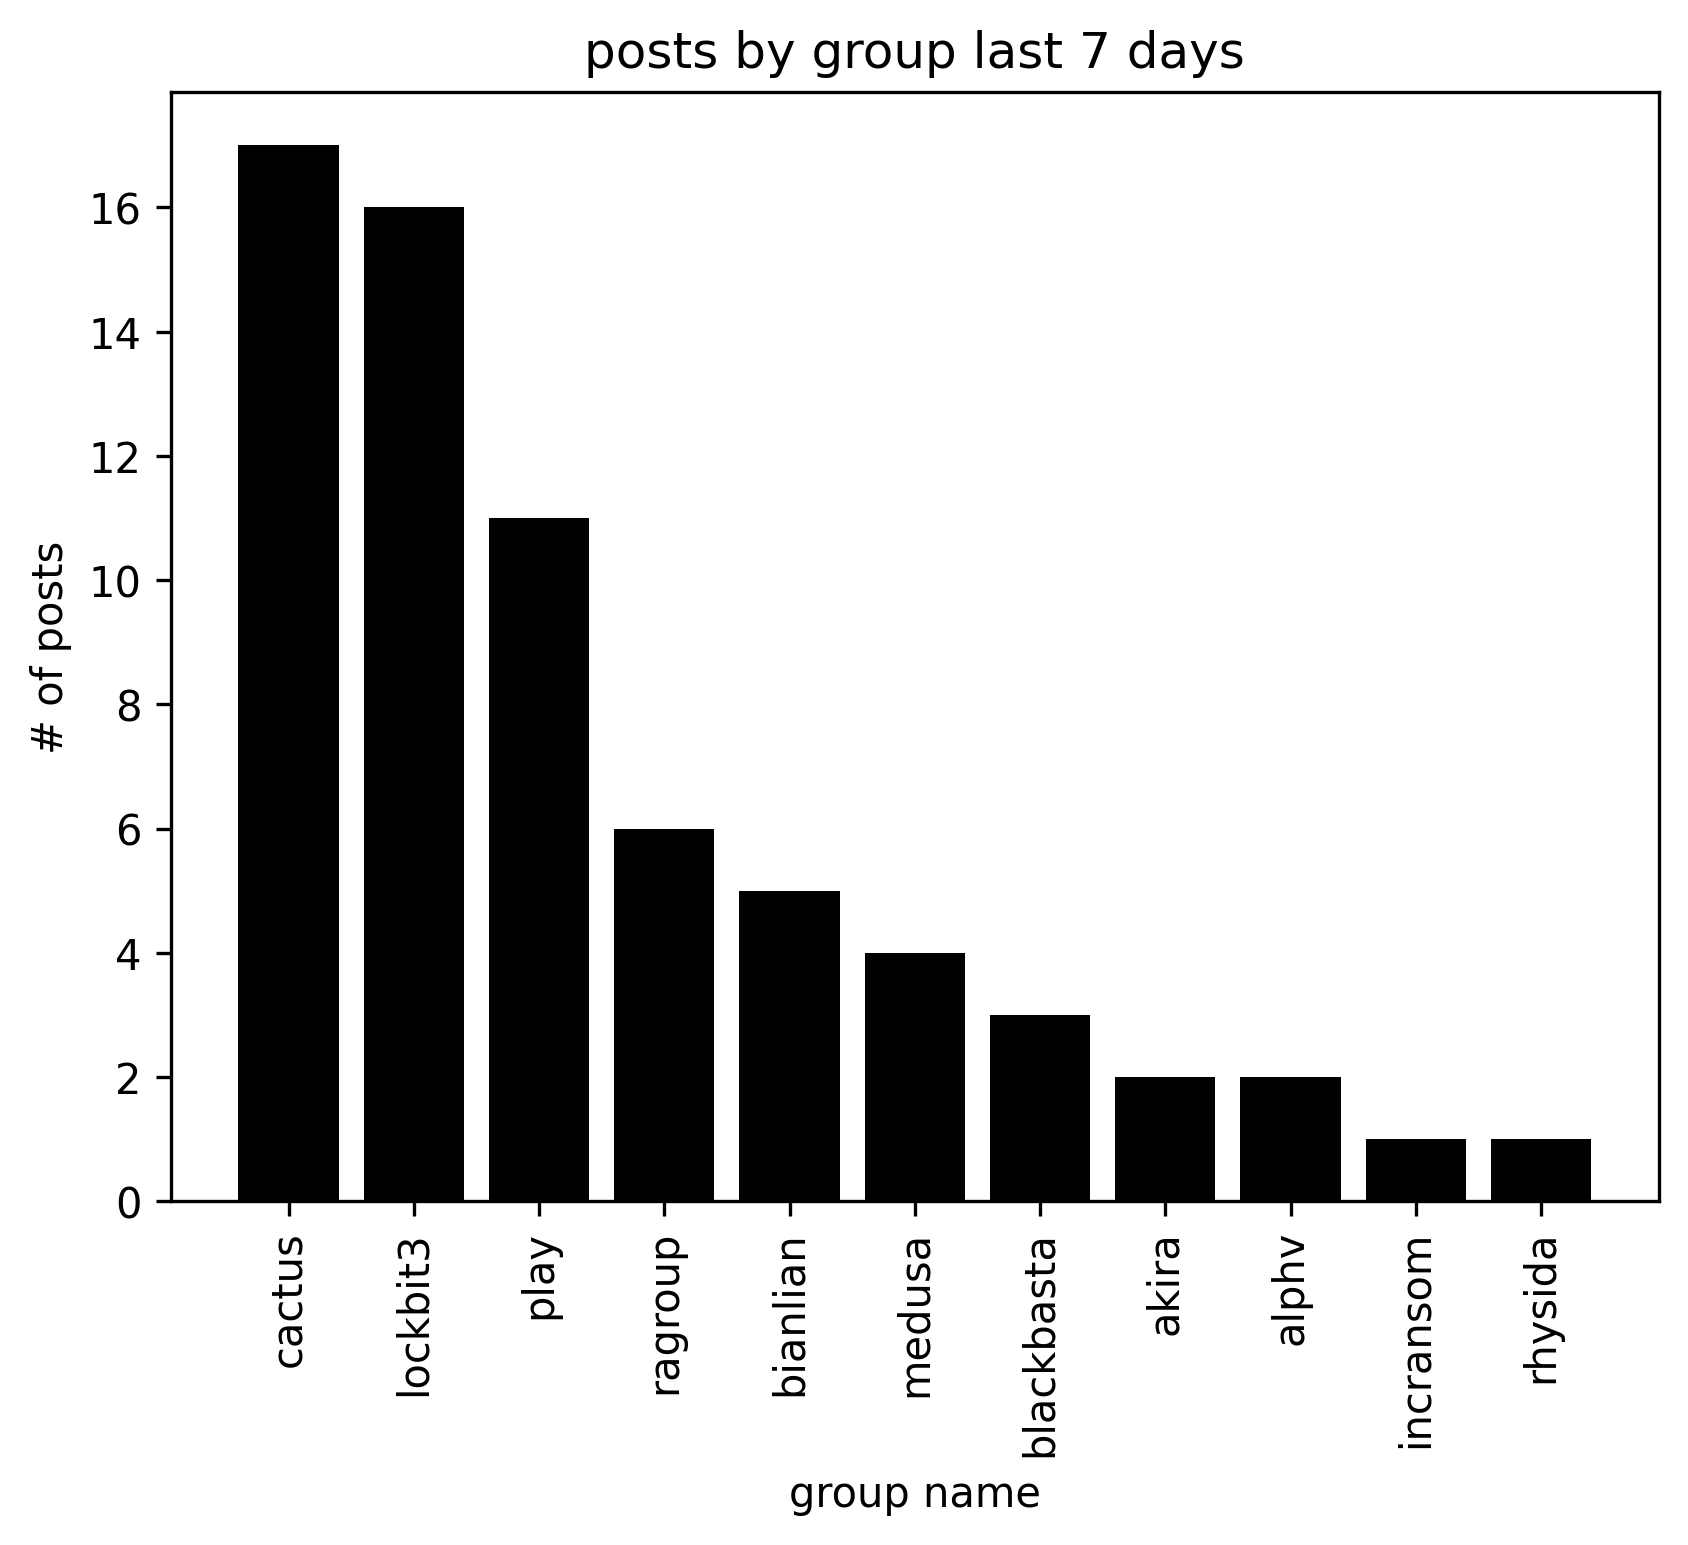 posts by group last 7 days
# of posts
16
14
12
10
8
6
4
2
0
cactus
lockbit3
play
ragroup
bianlian
medusa
blackbasta
akira
alphv
incransom
rhysida
group name